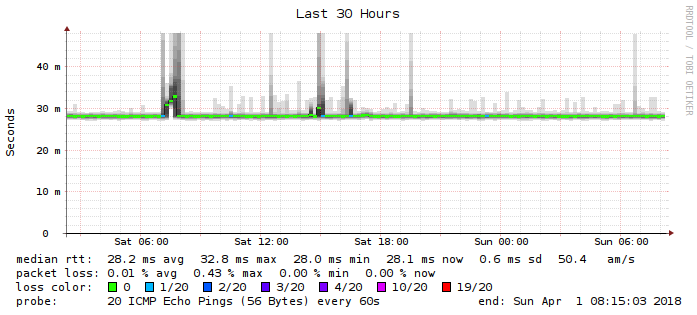 Last 30 Hours
RRDTOOL / TOBI OETIKER
Seconds
40 m
30 m
20 m
10 m
0
Sat 06:00 Sat 12:00 Sat 18:00 Sun 00:00 Sun 06:00
median rtt: 28.2 ms avg 32.8 ms max 28.0 ms min 28.1 ms now 0.6 ms sd 50.4 am/s
packet loss: 0.01 % avg 0.43 % max 0.00 % min 0.00 % now
loss color: 0 1/20 2/20 3/20 4/20 10/20 19/20
probe: 20 ICMP Echo Pings (56 Bytes) every 60s end: Sun Apr 1 08:15:03 2018